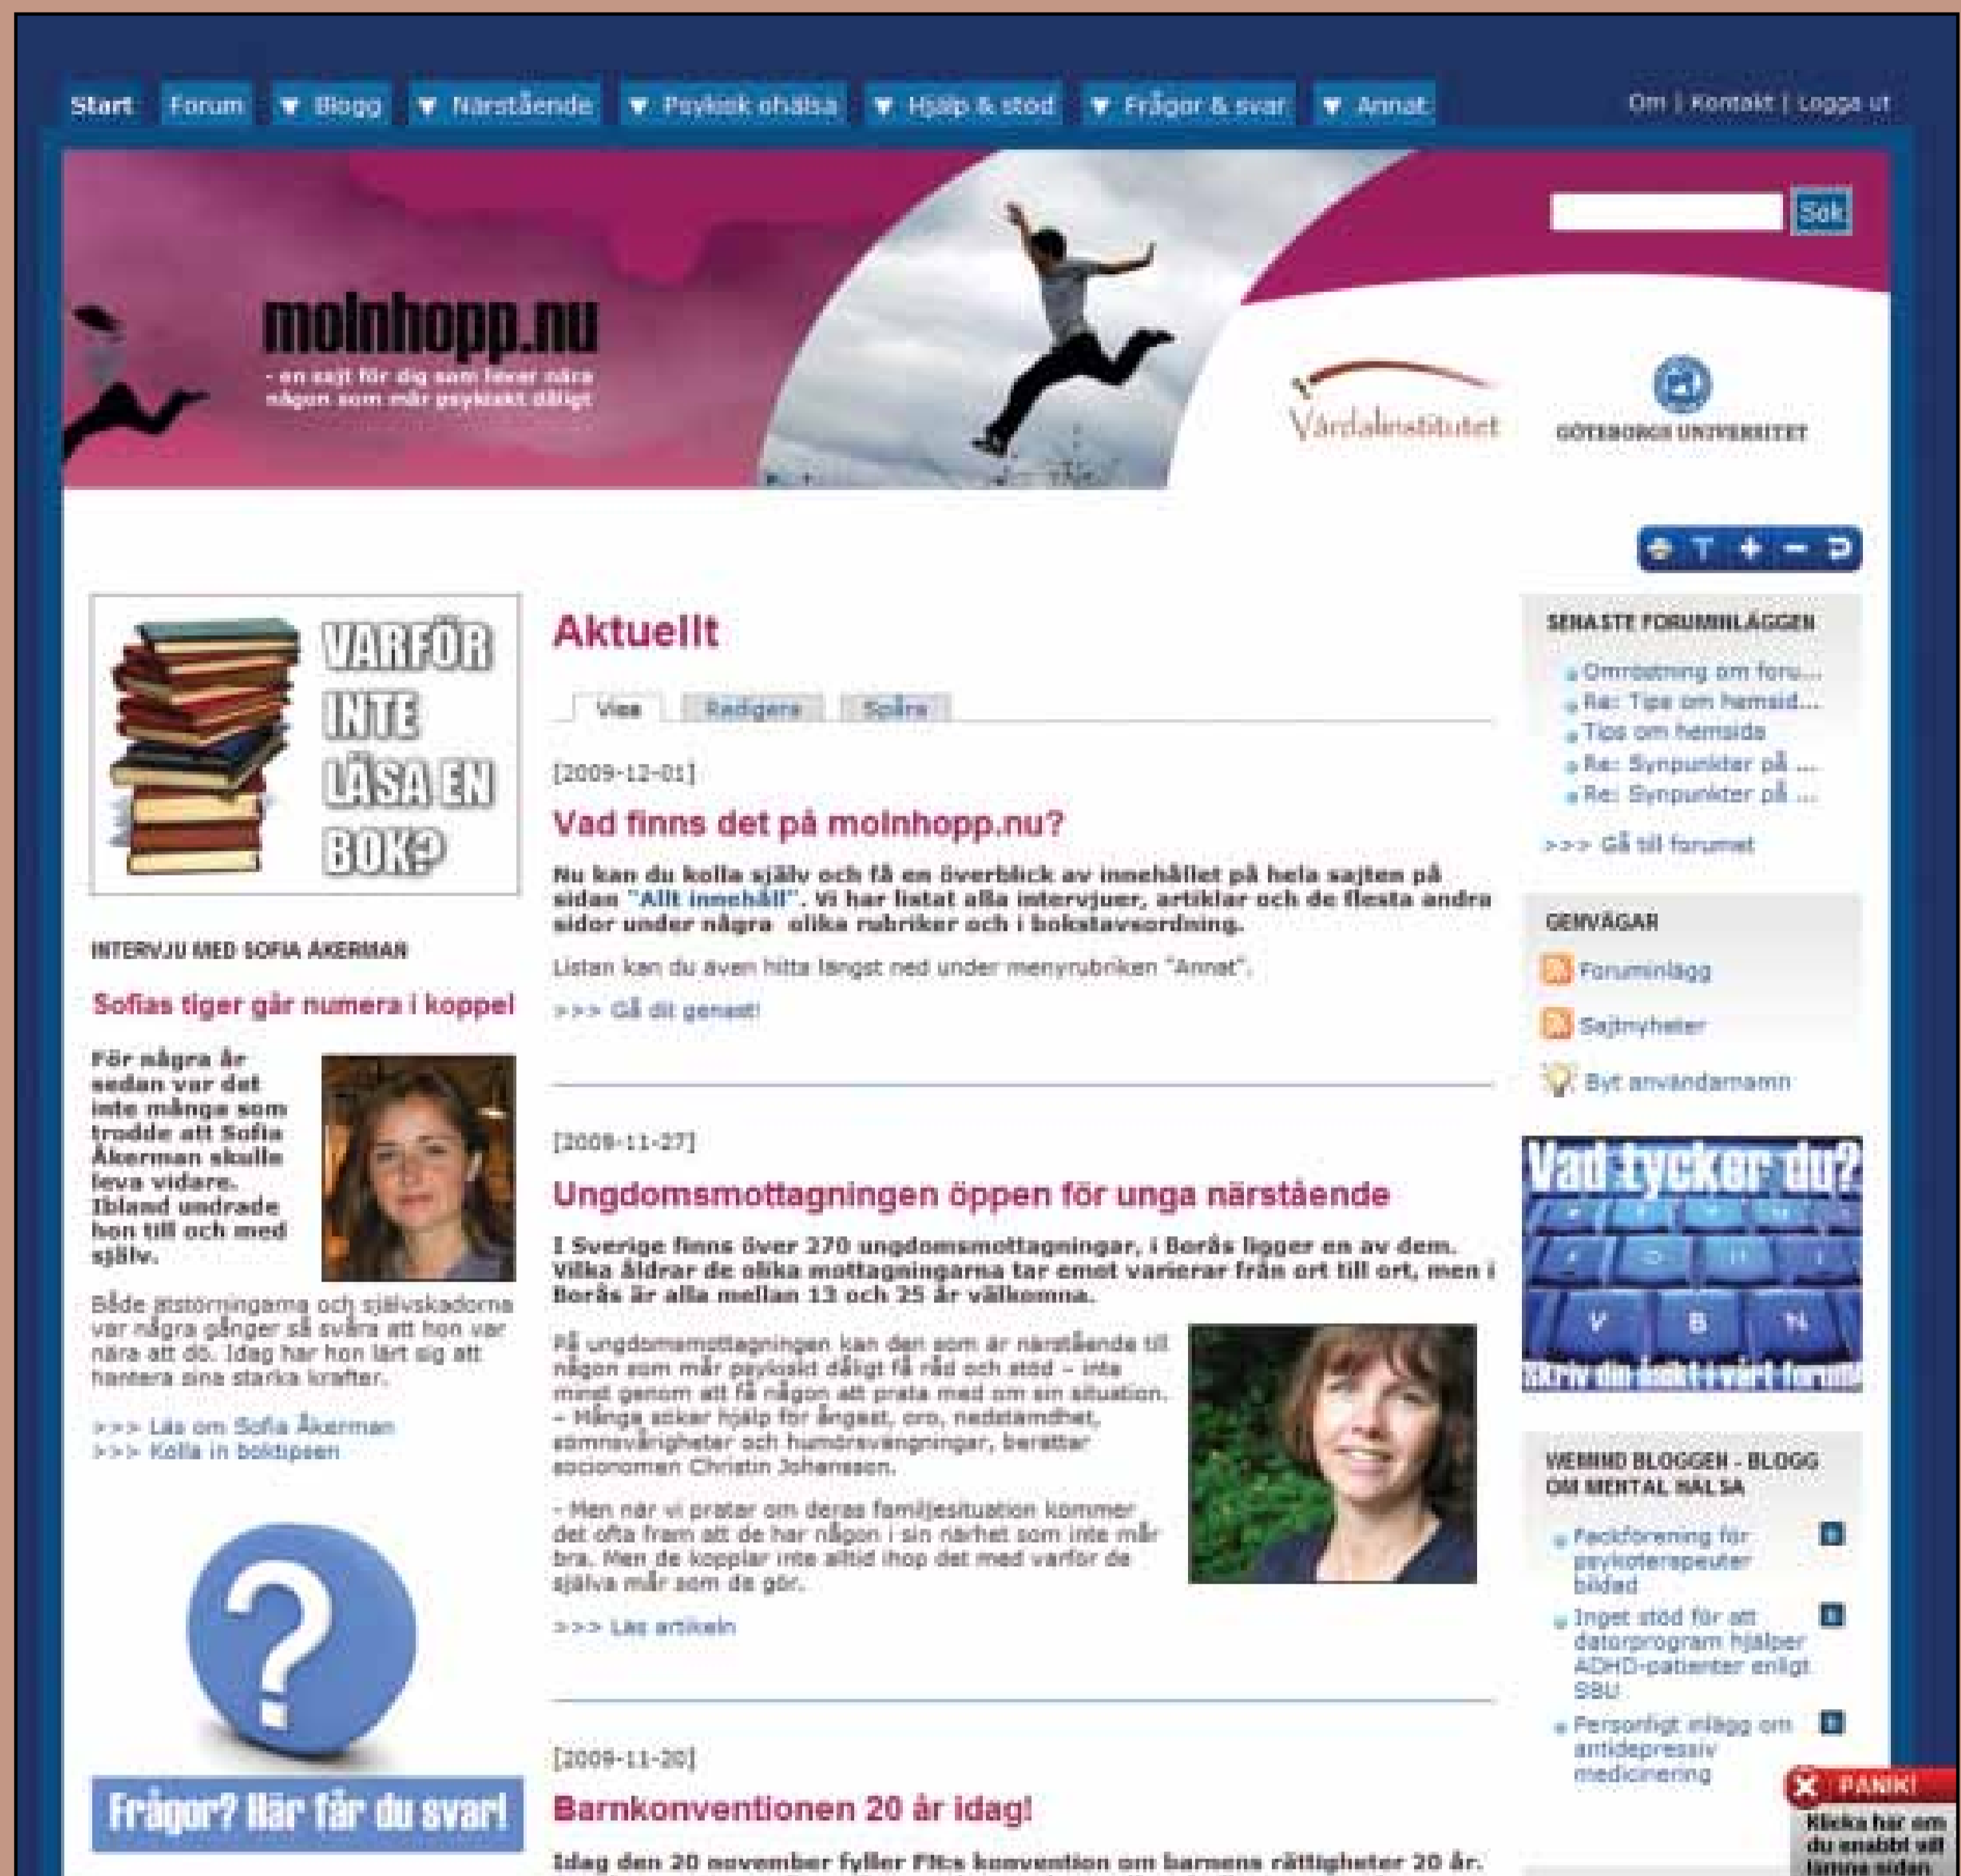 Start Forum ▼ Blogg ▼ Närstående ▼ Psykisk ohälsa ▼ Hjälp & stöd ▼ Frågor & svar ▼ Annat
Om | Kontakt | Logga ut
Sök
molnhopp.nu
- en sajt för dig som lever nära
någon som mår psykiskt dåligt
Vårdalinstitutet
GÖTEBORGS UNIVERSITET
VARFÖR
INTE
LÄSA EN
BOK?
INTERVJU MED SOFIA ÅKERMAN
Sofias tiger går numera i koppel
För några år
sedan var det
inte många som
trodde att Sofia
Åkerman skulle
leva vidare.
Ibland undrade
hon till och med
själv.
Både ätstörningarna och självskadorna
var några gånger så svåra att hon var
nära att dö. Idag har hon lärt sig att
hantera sina starka krafter.
>>> Läs om Sofia Åkerman
>>> Kolla in boktipsen
?
Frågor? Här får du svar!
Aktuellt
Visa Redigera Spåra
[2009-12-01]
Vad finns det på molnhopp.nu?
Nu kan du kolla själv och få en överblick av innehållet på hela sajten på
sidan "Allt innehåll". Vi har listat alla intervjuer, artiklar och de flesta andra
sidor under några olika rubriker och i bokstavsordning.
Listan kan du även hitta längst ned under menyrubriken "Annat".
>>> Gå dit genast!
[2009-11-27]
Ungdomsmottagningen öppen för unga närstående
I Sverige finns över 270 ungdomsmottagningar, i Borås ligger en av dem.
Vilka åldrar de olika mottagningarna tar emot varierar från ort till ort, men i
Borås är alla mellan 13 och 25 år välkomna.
På ungdomsmottagningen kan den som är närstående till
någon som mår psykiskt dåligt få råd och stöd – inte
minst genom att få någon att prata med om sin situation.
– Många söker hjälp för ångest, oro, nedstämdhet,
sömnsvårigheter och humörsvängningar, berättar
socionomen Christin Johansson.
- Men när vi pratar om deras familjesituation kommer
det ofta fram att de har någon i sin närhet som inte mår
bra. Men de kopplar inte alltid ihop det med varför de
själva mår som de gör.
>>> Läs artikeln
[2009-11-20]
Barnkonventionen 20 år idag!
Idag den 20 november fyller FN:s konvention om barnens rättigheter 20 år.
SENASTE FORUMINLÄGGEN
Omröstning om foru...
Re: Tips om hemsid...
Tips om hemsida
Re: Synpunkter på ...
Re: Synpunkter på ...
>>> Gå till forumet
GENVÄGAR
Foruminlägg
Sajtnyheter
Byt användarnamn
Vad tycker du?
V B N
Skriv din åsikt i vårt forum!
WEMIND BLOGGEN - BLOGG
OM MENTAL HÄLSA
Fackförening för
psykoterapeuter
bildad
Inget stöd för att
datorprogram hjälper
ADHD-patienter enligt
SBU
Personligt inlägg om
antidepressiv
medicinering
PANIK!
Klicka här om
du snabbt vill
lämna sidan